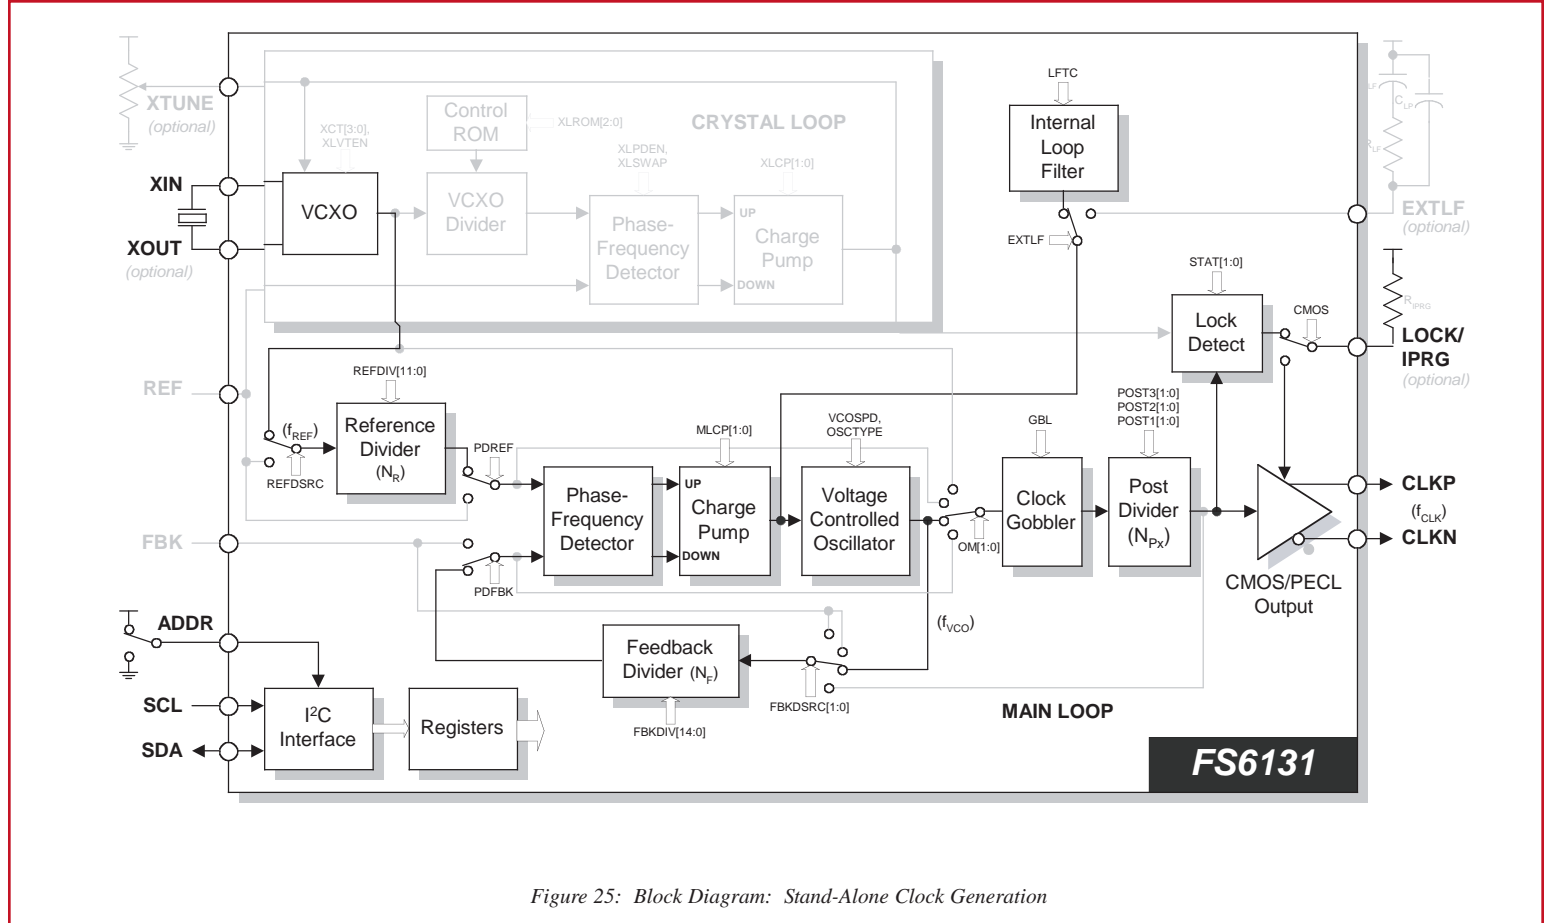 XTUNE
(optional)
XIN
XOUT
(optional)
REF
FBK
ADDR
SCL
SDA
CRYSTAL LOOP
XCT[3:0],
XLVTEN
VCXO
Control
ROM
XLROM[2:0]
VCXO
Divider
XLPDEN,
XLSWAP
Phase-
Frequency
Detector
XLCP[1:0]
UP
Charge
Pump
DOWN
LFTC
Internal
Loop
Filter
EXTLF
C_LP
EXTLF
(optional)
STAT[1:0]
Lock
Detect
CMOS
R_IPRG
LOCK/
IPRG
(optional)
(f_REF)
REFDSRC
REFDIV[11:0]
Reference
Divider
(N_R)
PDREF
PDFBK
Phase-
Frequency
Detector
MLCP[1:0]
UP
Charge
Pump
DOWN
VCOSPD,
OSCTYPE
Voltage
Controlled
Oscillator
OM[1:0]
GBL
Clock
Gobbler
POST3[1:0]
POST2[1:0]
POST1[1:0]
Post
Divider
(N_Px)
CMOS/PECL
Output
CLKP
(f_CLK)
CLKN
(f_VCO)
Feedback
Divider (N_F)
FBKDIV[14:0]
FBKDSRC[1:0]
MAIN LOOP
I²C
Interface
Registers
FS6131
Figure 25: Block Diagram: Stand-Alone Clock Generation